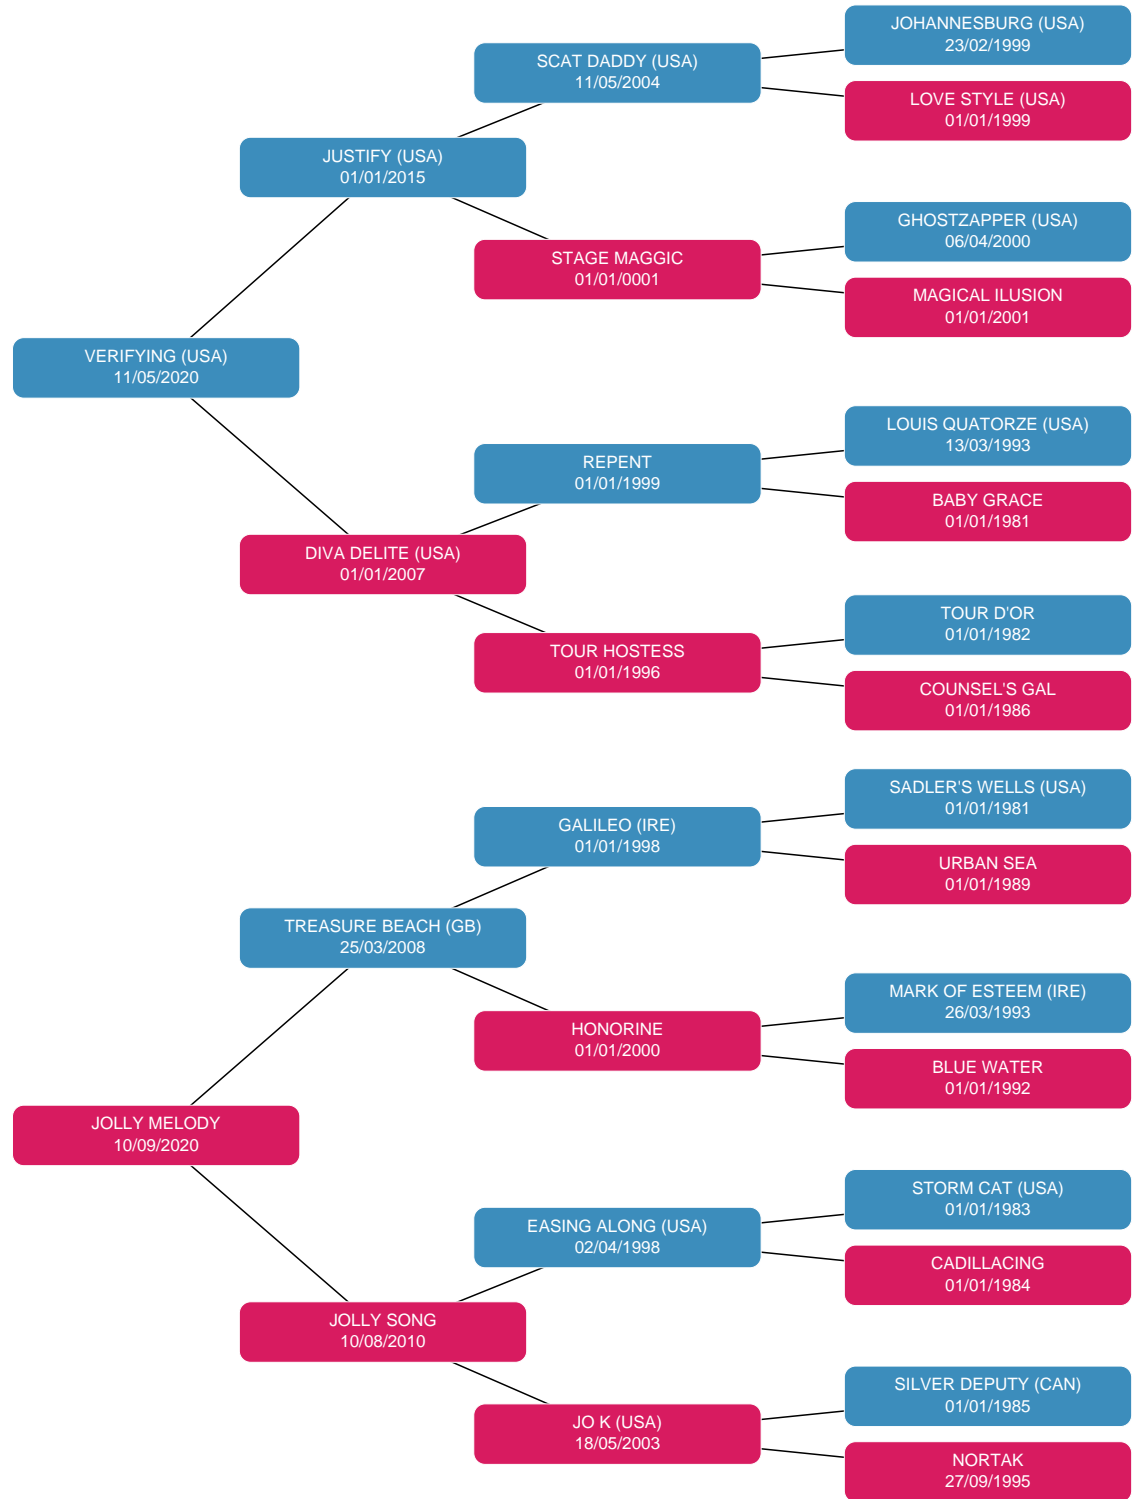 JOHANNESBURG (USA)
23/02/1999
SCAT DADDY (USA)
11/05/2004
LOVE STYLE (USA)
01/01/1999
JUSTIFY (USA)
01/01/2015
GHOSTZAPPER (USA)
06/04/2000
STAGE MAGGIC
01/01/0001
MAGICAL ILUSION
01/01/2001
VERIFYING (USA)
11/05/2020
LOUIS QUATORZE (USA)
13/03/1993
REPENT
01/01/1999
BABY GRACE
01/01/1981
DIVA DELITE (USA)
01/01/2007
TOUR D'OR
01/01/1982
TOUR HOSTESS
01/01/1996
COUNSEL'S GAL
01/01/1986
SADLER'S WELLS (USA)
01/01/1981
GALILEO (IRE)
01/01/1998
URBAN SEA
01/01/1989
TREASURE BEACH (GB)
25/03/2008
MARK OF ESTEEM (IRE)
26/03/1993
HONORINE
01/01/2000
BLUE WATER
01/01/1992
JOLLY MELODY
10/09/2020
STORM CAT (USA)
01/01/1983
EASING ALONG (USA)
02/04/1998
CADILLACING
01/01/1984
JOLLY SONG
10/08/2010
SILVER DEPUTY (CAN)
01/01/1985
JO K (USA)
18/05/2003
NORTAK
27/09/1995